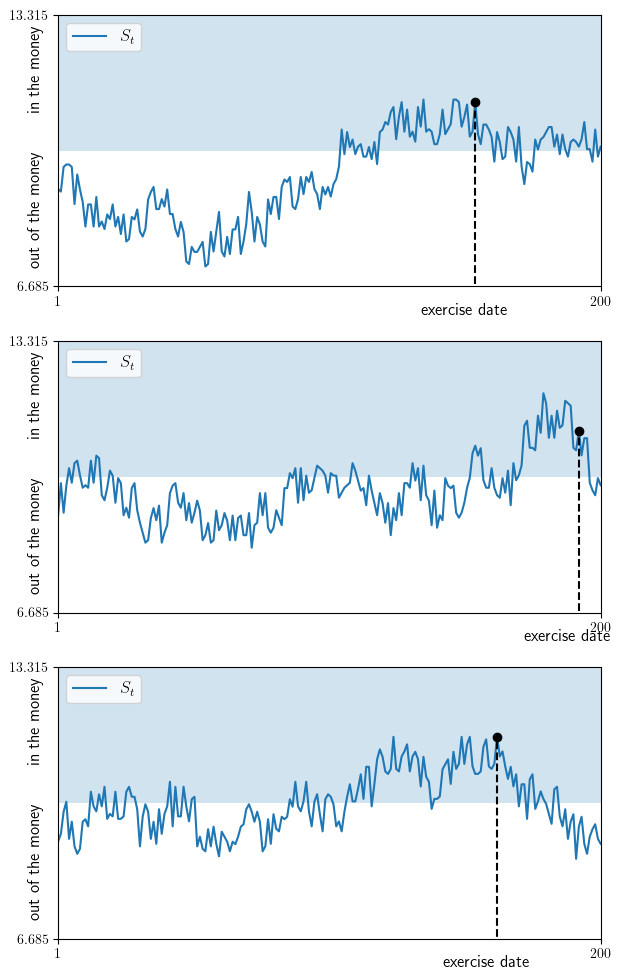 13.315
in the money
S_t
out of the money
6.685
1
200
exercise date
13.315
in the money
S_t
out of the money
6.685
1
200
exercise date
13.315
in the money
S_t
out of the money
6.685
1
200
exercise date